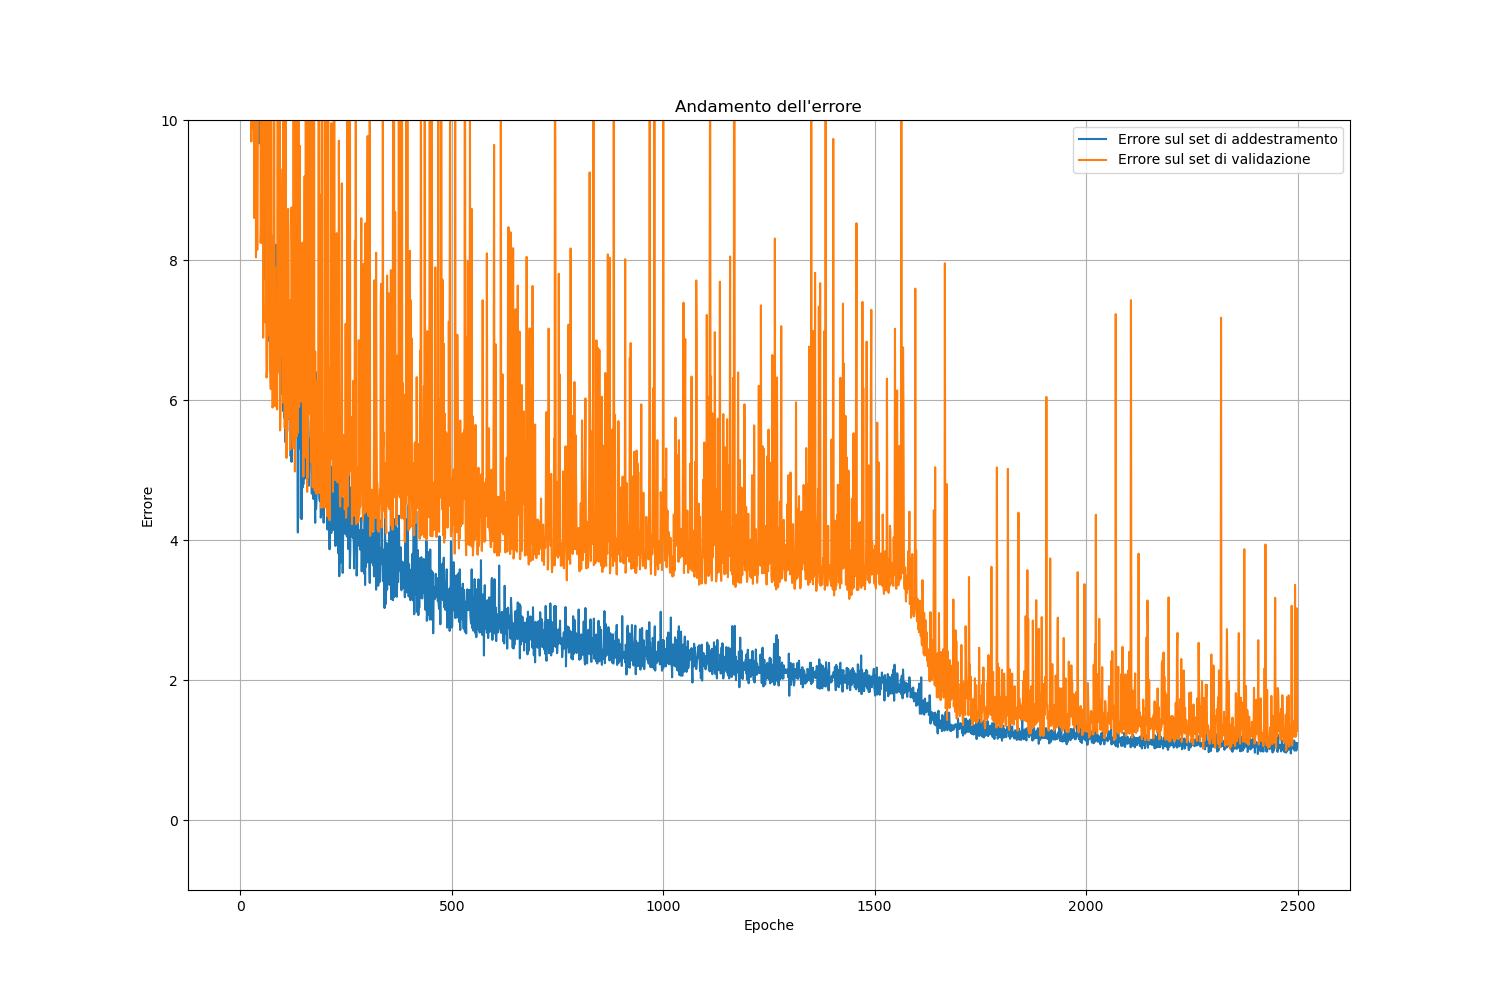 Andamento dell'errore
Errore sul set di addestramento
Errore sul set di validazione
10
8
6
4
2
0
Errore
0 500 1000 1500 2000 2500
Epoche